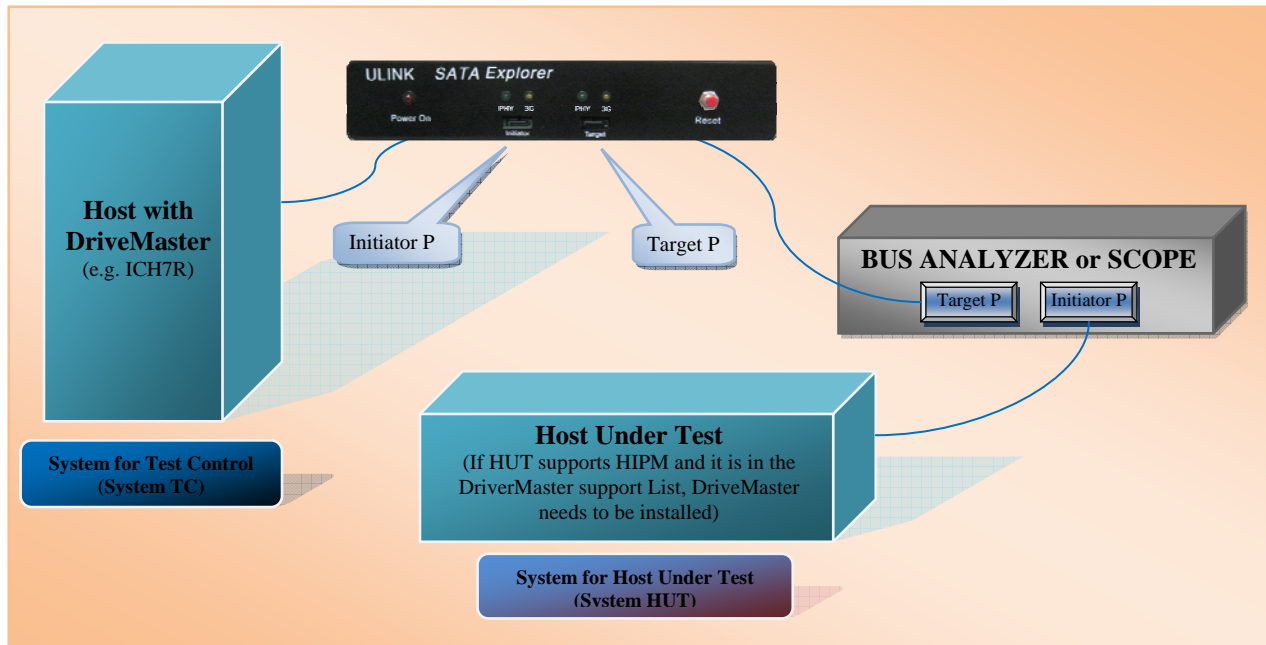 ULINK SATA Explorer
PHY 3G PHY 3G
Power On
Initiator
Target
Reset
Host with
DriveMaster
(e.g. ICH7R)
Initiator P
Target P
BUS ANALYZER or SCOPE
Target P
Initiator P
Host Under Test
(If HUT supports HIPM and it is in the
DriverMaster support List, DriveMaster
needs to be installed)
System for Test Control
(System TC)
System for Host Under Test
(System HUT)